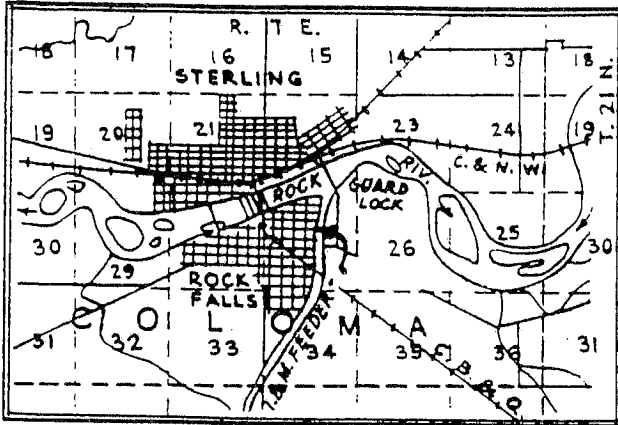 R. 7 E.
18 17 16 15 14 13 18
STERLING
T. 21 N.
19 20 21 23 24 19
C. & N. W.
RIV.
ROCK
GUARD LOCK
30 29 26 25 30
ROCK FALLS
COLOMA
31 32 33 34 35 36 31
I. & M. FEEDER
C B & Q